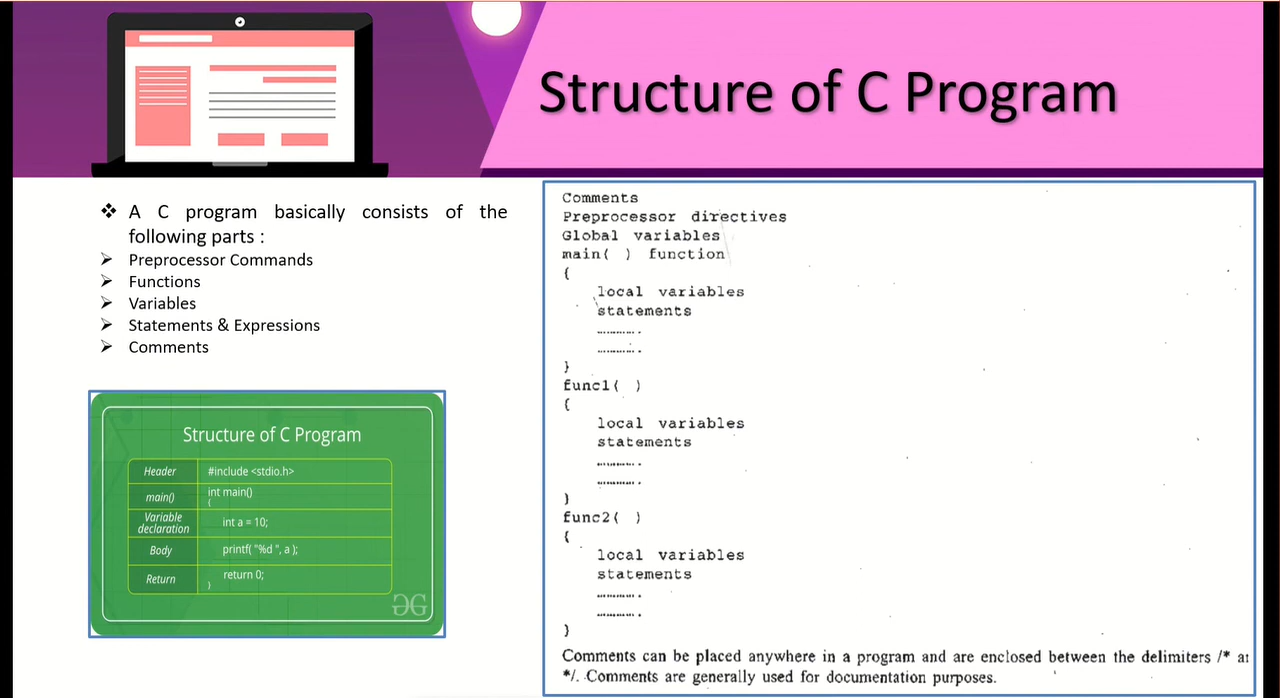 Structure of C Program
❖ A C program basically consists of the
following parts :
➢ Preprocessor Commands
➢ Functions
➢ Variables
➢ Statements & Expressions
➢ Comments
Structure of C Program
Header #include <stdio.h>
main() int main()
{
Variable
declaration int a = 10;
Body printf( "%d ", a );
Return return 0;
}
GG
Comments
Preprocessor directives
Global variables
main( ) function
{
local variables
statements
............
............
}
func1( )
{
local variables
statements
............
............
}
func2( )
{
local variables
statements
............
............
}
Comments can be placed anywhere in a program and are enclosed between the delimiters /*
*/. Comments are generally used for documentation purposes.